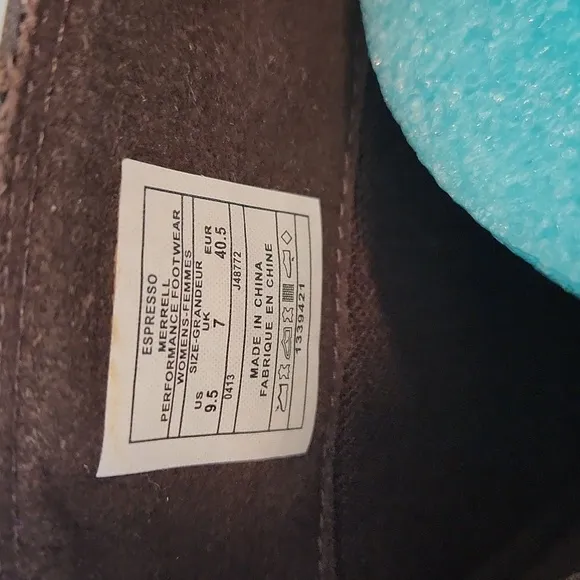 ESPRESSO
MERRELL
PERFORMANCE FOOTWEAR
WOMENS-FEMMES
SIZE-GRANDEUR
US UK EUR
9.5 7 40.5
0413 J48772
MADE IN CHINA
FABRIQUE EN CHINE
1339421